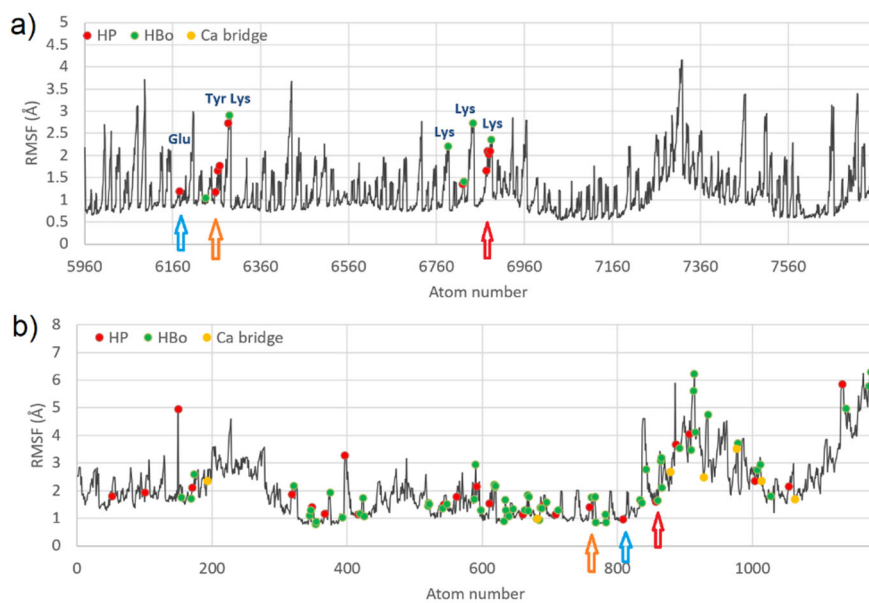 a)
HP HBo Ca bridge
RMSF (Å)
5
4.5
4
3.5
3
2.5
2
1.5
1
0.5
0
Glu
Tyr Lys
Lys
Lys
Lys
5960 6160 6360 6560 6760 6960 7160 7360 7560
Atom number
b)
HP HBo Ca bridge
RMSF (Å)
8
7
6
5
4
3
2
1
0
0 200 400 600 800 1000
Atom number